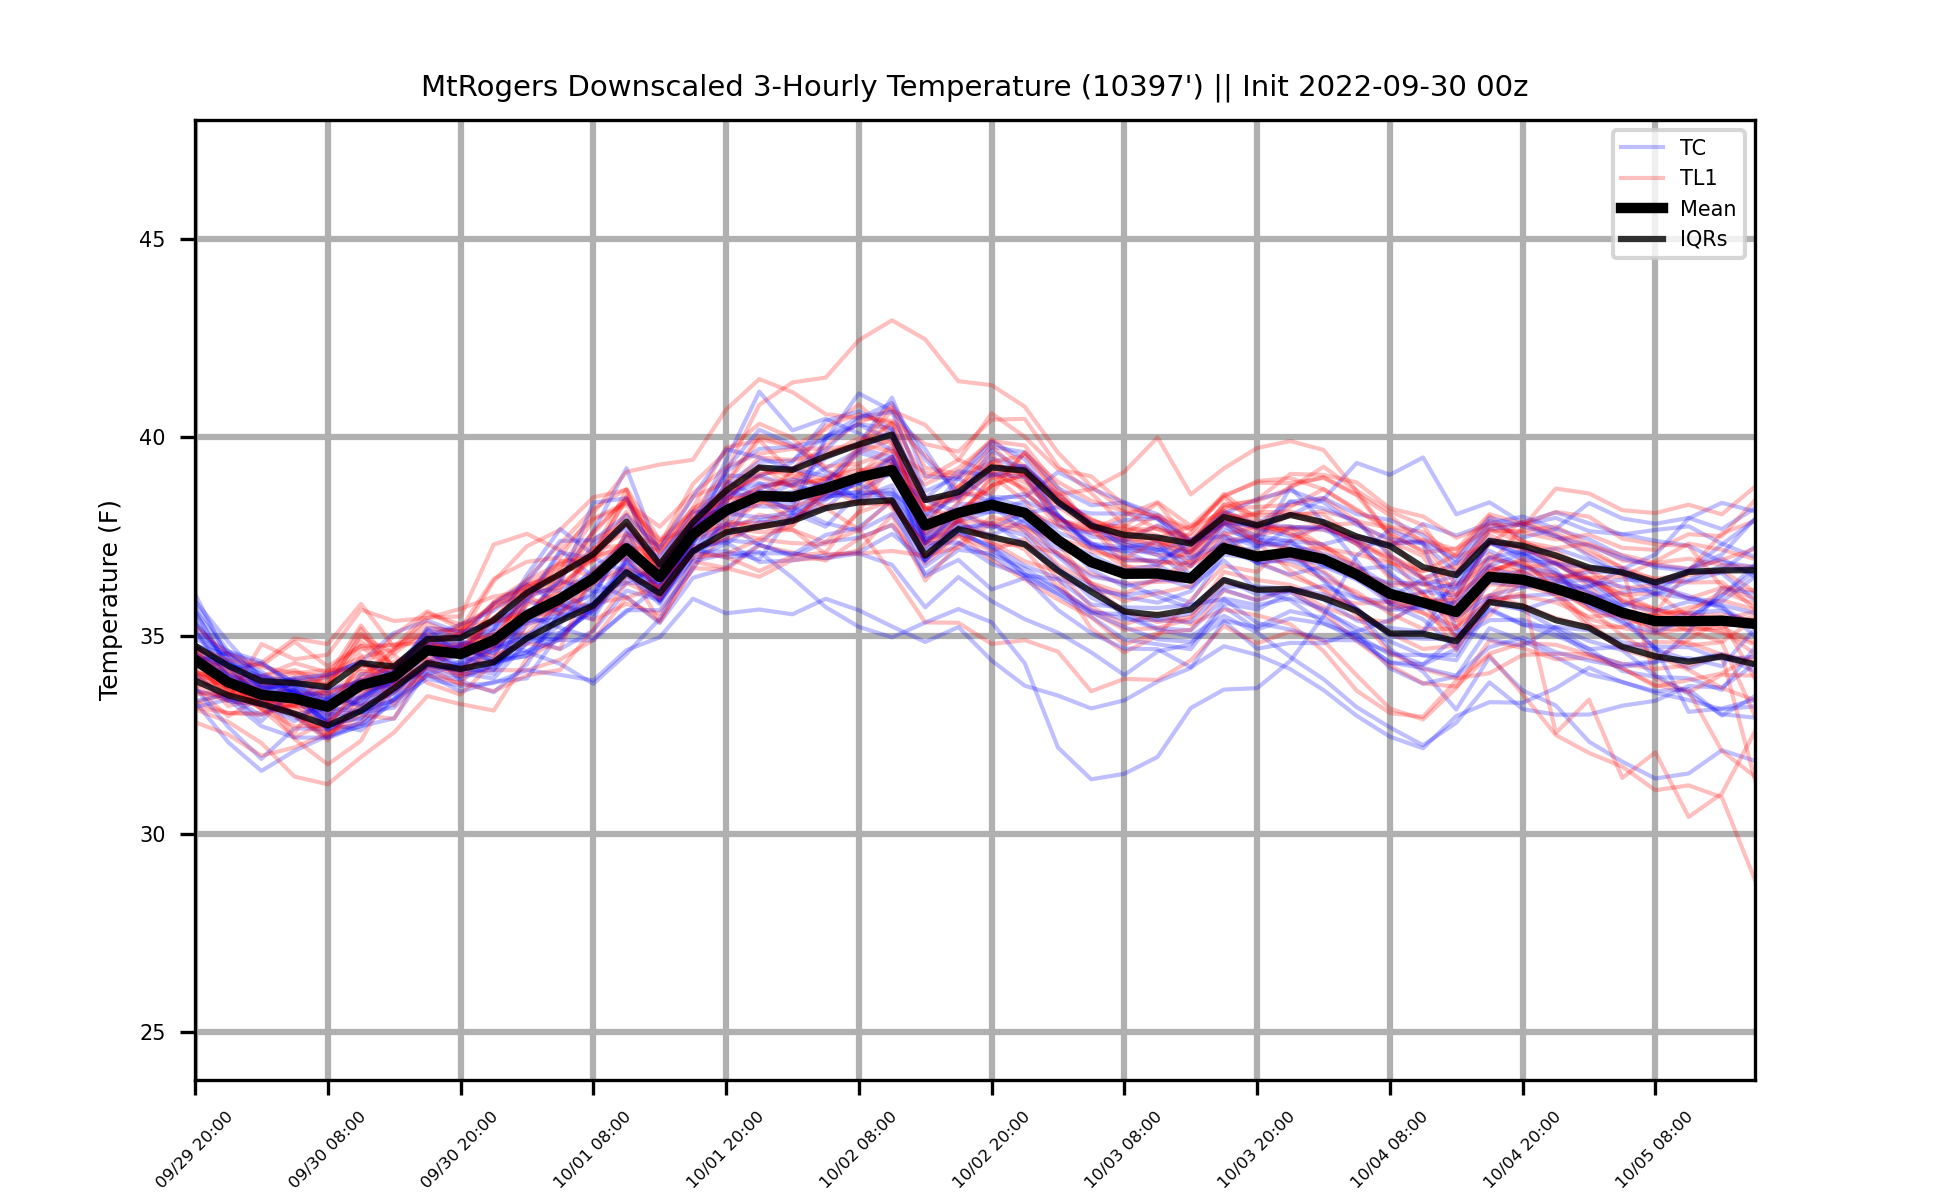 MtRogers Downscaled 3-Hourly Temperature (10397') || Init 2022-09-30 00z
TC
TL1
Mean
IQRs
Temperature (F)
45
40
35
30
25
09/29 20:00
09/30 08:00
09/30 20:00
10/01 08:00
10/01 20:00
10/02 08:00
10/02 20:00
10/03 08:00
10/03 20:00
10/04 08:00
10/04 20:00
10/05 08:00